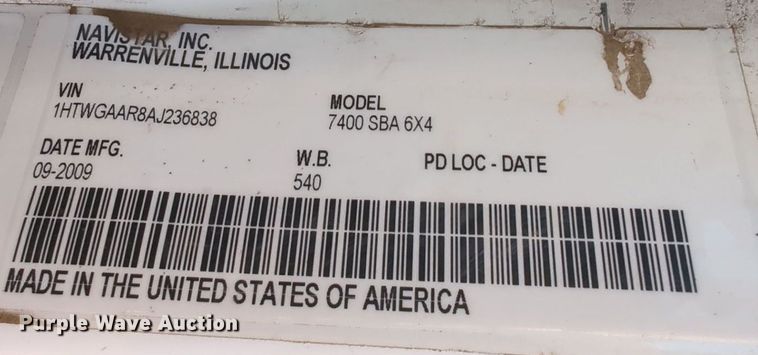 NAVISTAR, INC.
WARRENVILLE, ILLINOIS
VIN
1HTWGAAR8AJ236838
MODEL
7400 SBA 6X4
DATE MFG.
09-2009
W.B.
540
PD LOC - DATE
MADE IN THE UNITED STATES OF AMERICA
Purple Wave Auction